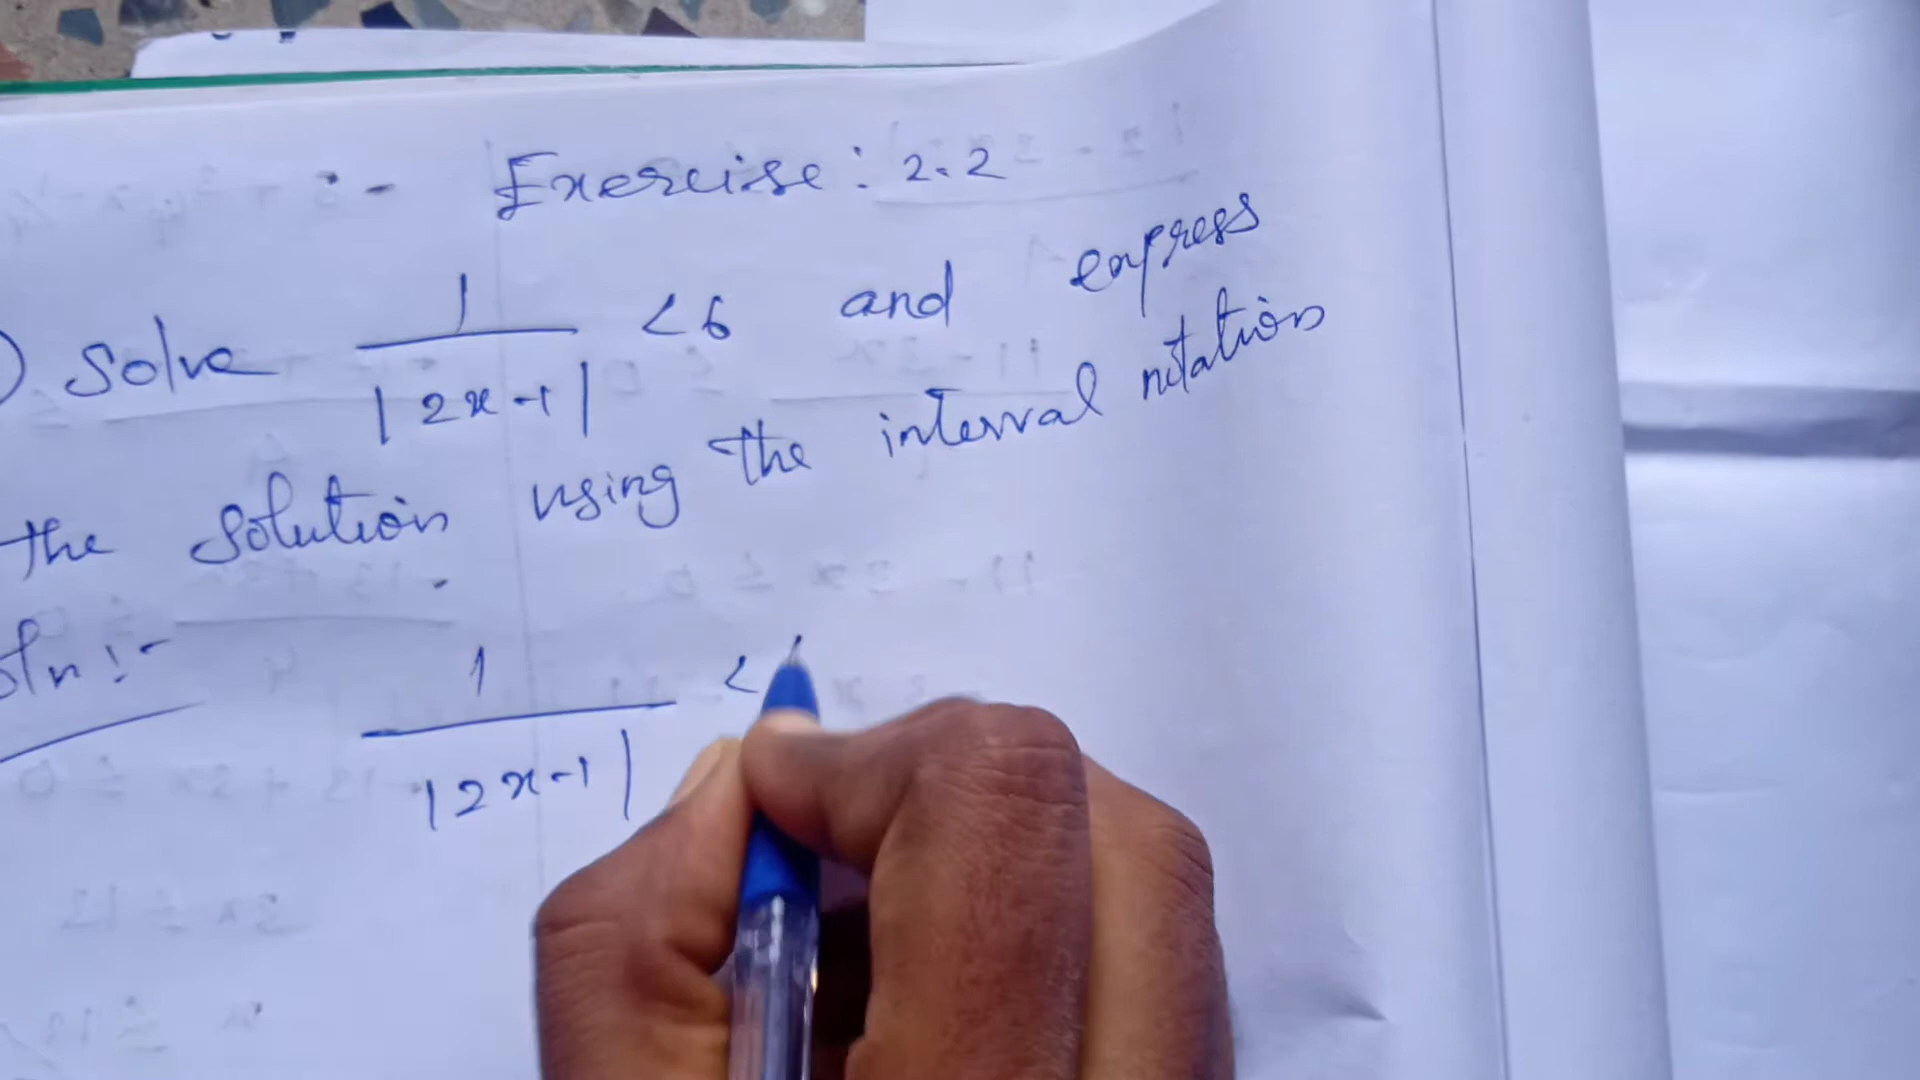 :- Exercise: 2.2
) Solve 1/|2x-1| <6 and express
the solution using the interval notation
oln:-
1/|2x-1| <